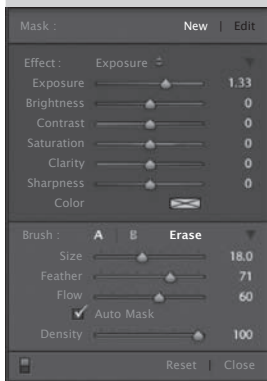 Mask : New | Edit
Effect : Exposure
Exposure 1.33
Brightness 0
Contrast 0
Saturation 0
Clarity 0
Sharpness 0
Color
Brush : A | B Erase
Size 18.0
Feather 71
Flow 60
Auto Mask
Density 100
Reset | Close